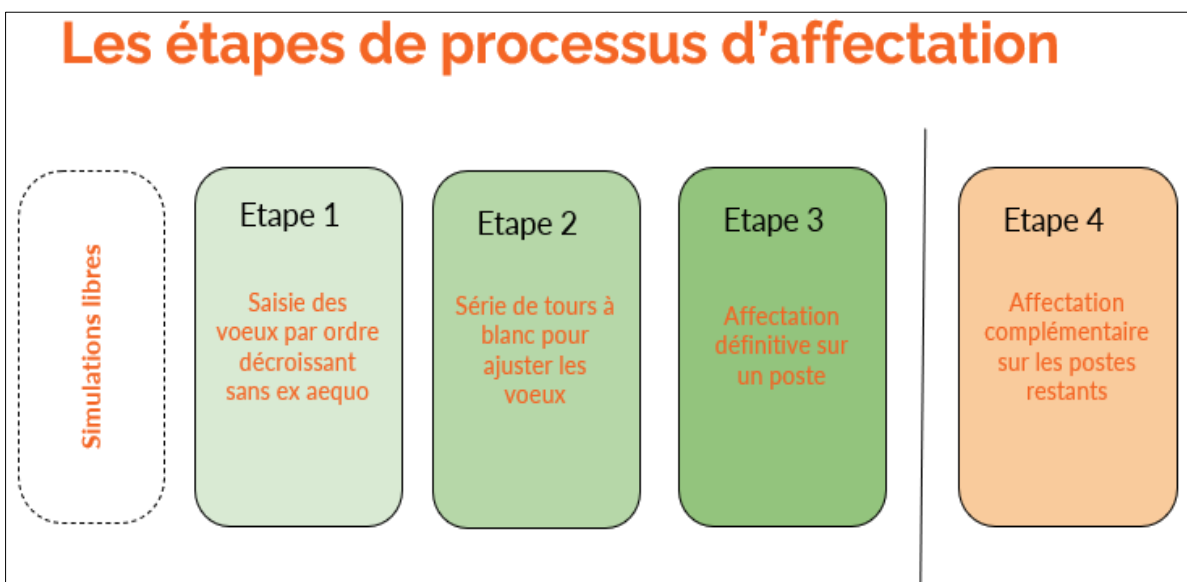 Les étapes de processus d'affectation
Simulations libres
Etape 1
Saisie des
voeux par ordre
décroissant
sans ex aequo
Etape 2
Série de tours à
blanc pour
ajuster les
voeux
Etape 3
Affectation
définitive sur
un poste
Etape 4
Affectation
complémentaire
sur les postes
restants